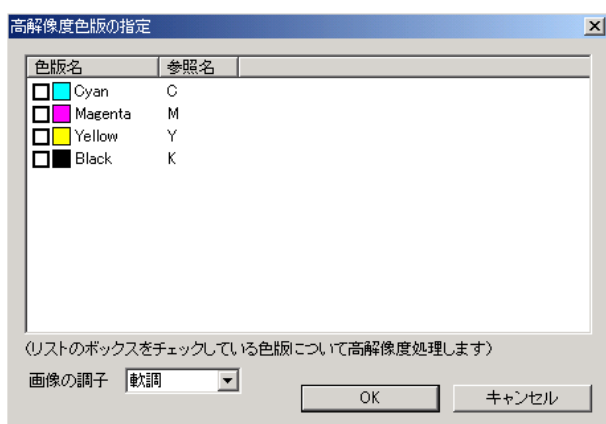 高解像度色版の指定
色版名 参照名
Cyan C
Magenta M
Yellow Y
Black K
(リストのボックスをチェックしている色版について高解像度処理します)
画像の調子 軟調
OK キャンセル